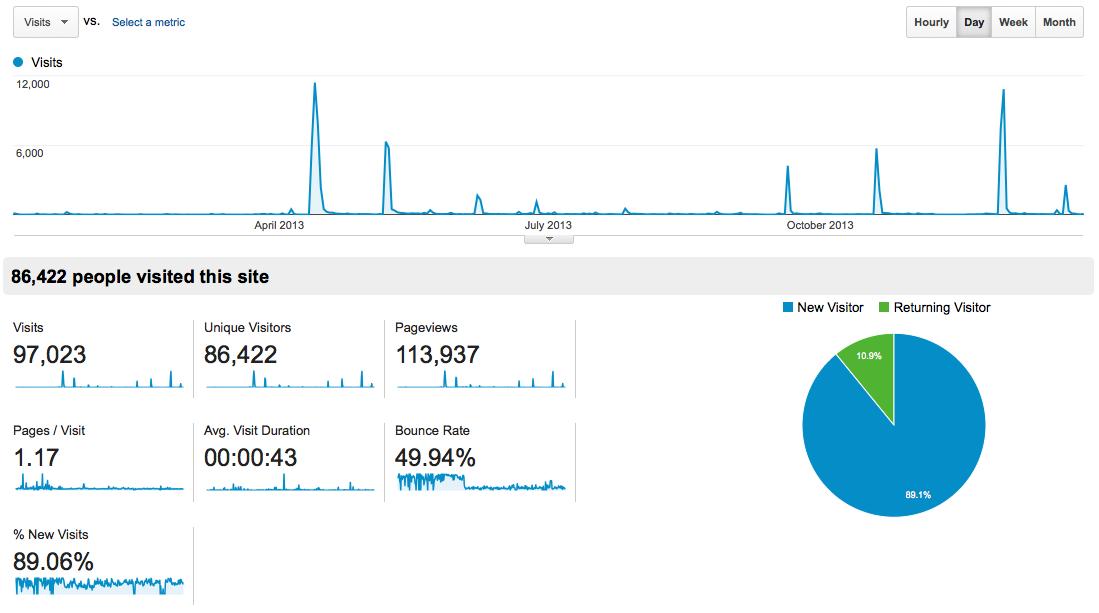 Visits VS. Select a metric Hourly Day Week Month
Visits
12,000
6,000
April 2013 July 2013 October 2013
86,422 people visited this site
New Visitor Returning Visitor
Visits Unique Visitors Pageviews
97,023 86,422 113,937
10.9%
Pages / Visit Avg. Visit Duration Bounce Rate
1.17 00:00:43 49.94%
89.1%
% New Visits
89.06%